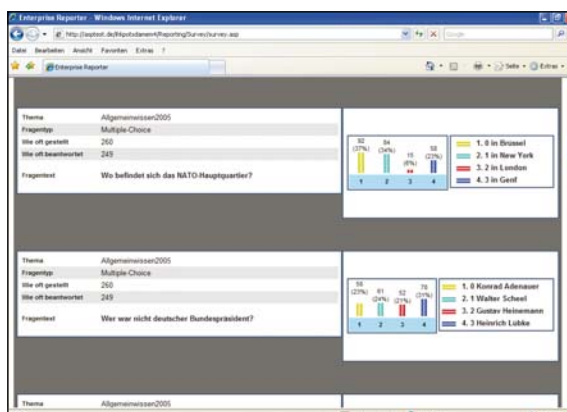 Enterprise Reporter - Windows Internet Explorer
Google
Datei Bearbeiten Ansicht Favoriten Extras ?
Enterprise Reporter
Seite Extras
Thema Allgemeinwissen2005
Fragentyp Multiple-Choice
Wie oft gestellt 260
Wie oft beantwortet 249
Fragentext Wo befindet sich das NATO-Hauptquartier?
92 (37%)
84 (34%)
15 (6%)
58 (23%)
1 2 3 4
1. 0 in Brüssel
2. 1 in New York
3. 2 in London
4. 3 in Genf
Thema Allgemeinwissen2005
Fragentyp Multiple-Choice
Wie oft gestellt 260
Wie oft beantwortet 249
Fragentext Wer war nicht deutscher Bundespräsident?
(23%)
61 (24%)
52 (21%)
(31%)
1 2 3 4
1. 0 Konrad Adenauer
2. 1 Walter Scheel
3. 2 Gustav Heinemann
4. 3 Heinrich Lübke
Thema Allgemeinwissen2005